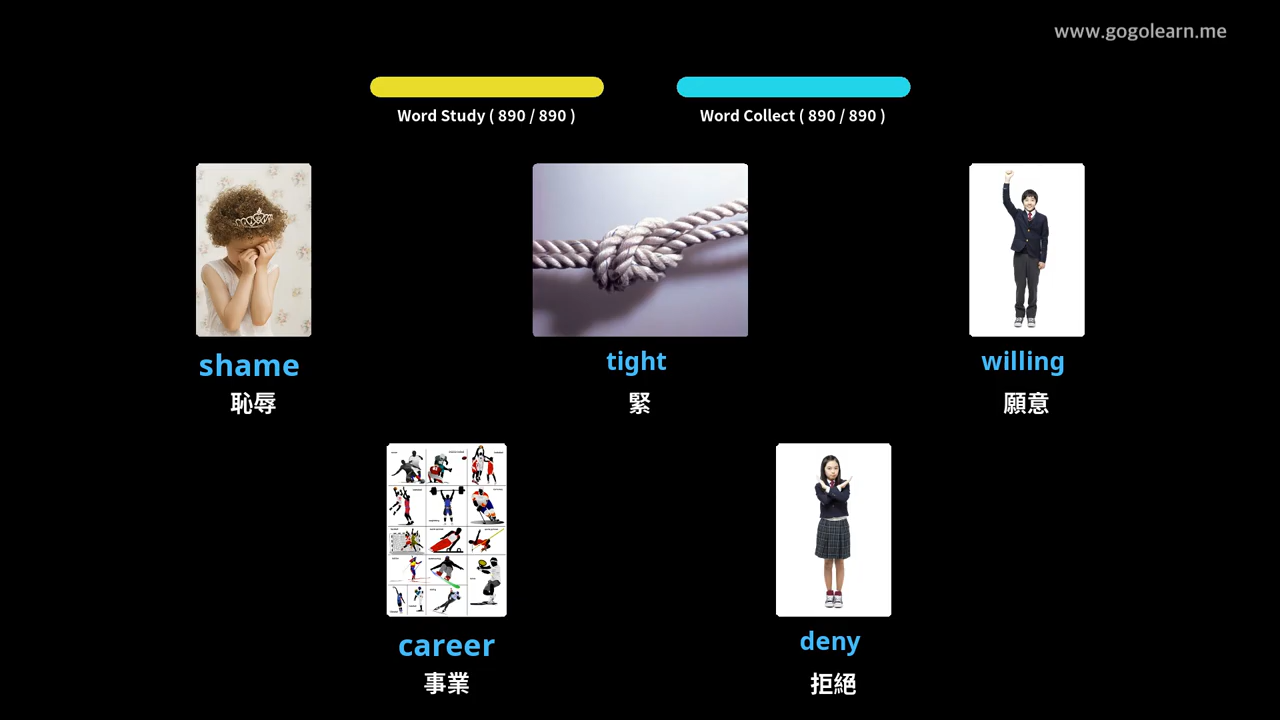 www.gogolearn.me
Word Study ( 890 / 890 )
Word Collect ( 890 / 890 )
shame
tight
willing
恥辱
緊
願意
career
deny
事業
拒絕